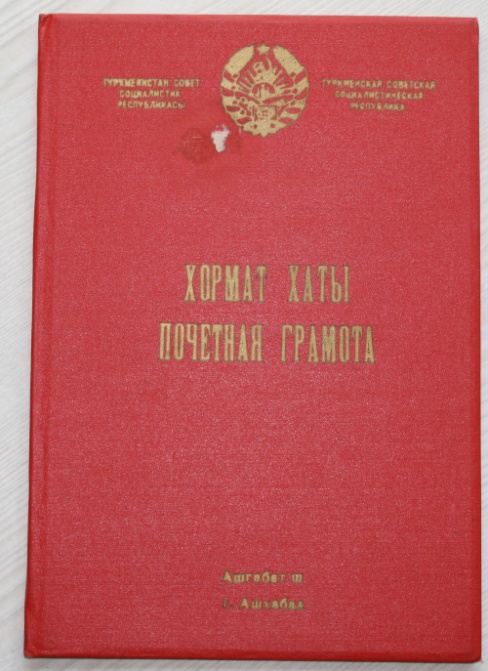 ТУРКМЕНИСТАН СОВЕТ
СОЦИАЛИСТИК
РЕСПУБЛИКАСЫ
ТУРКМЕНСКАЯ СОВЕТСКАЯ
СОЦИАЛИСТИЧЕСКАЯ
РЕСПУБЛИКА
ХОРМАТ ХАТЫ
ПОЧЕТНАЯ ГРАМОТА
Ашгабат ш.
г. Ашхабад